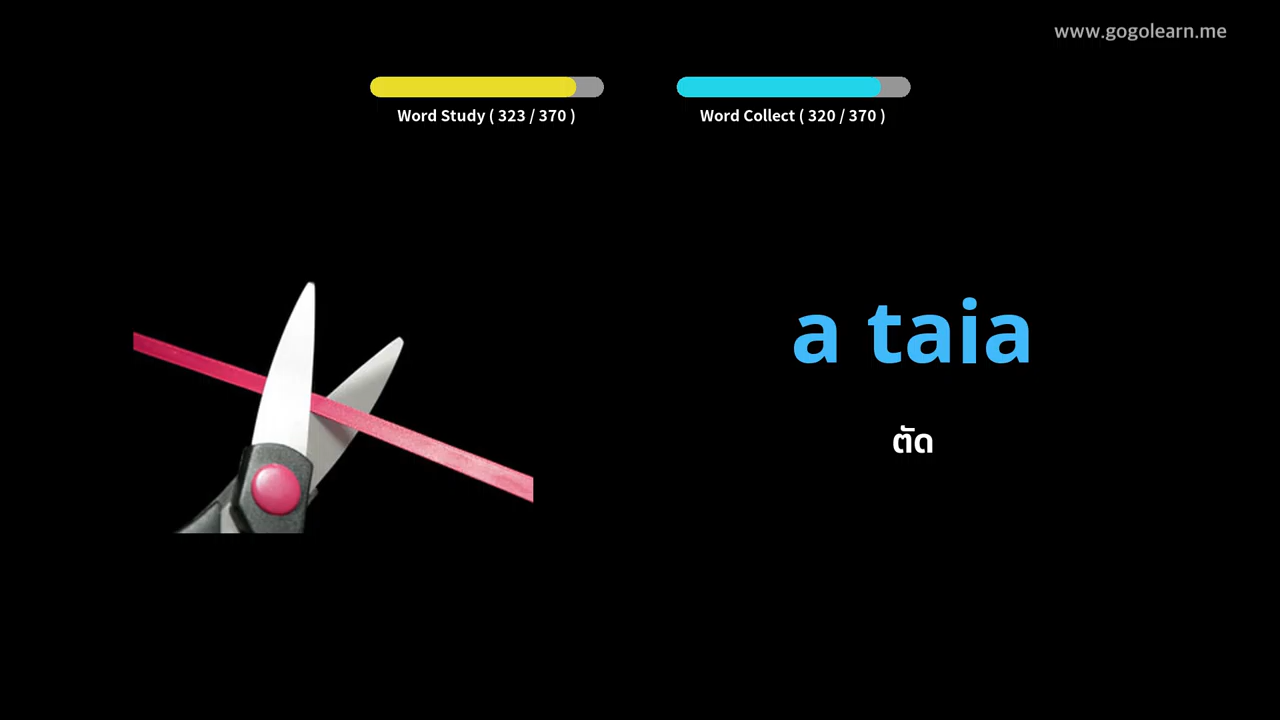 www.gogolearn.me
Word Study ( 323 / 370 )
Word Collect ( 320 / 370 )
a taia
ตัด